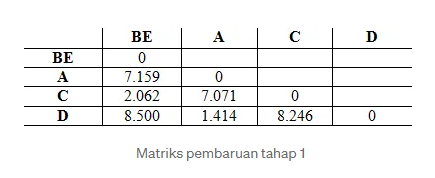 BE A C D
BE 0
A 7.159 0
C 2.062 7.071 0
D 8.500 1.414 8.246 0
Matriks pembaruan tahap 1